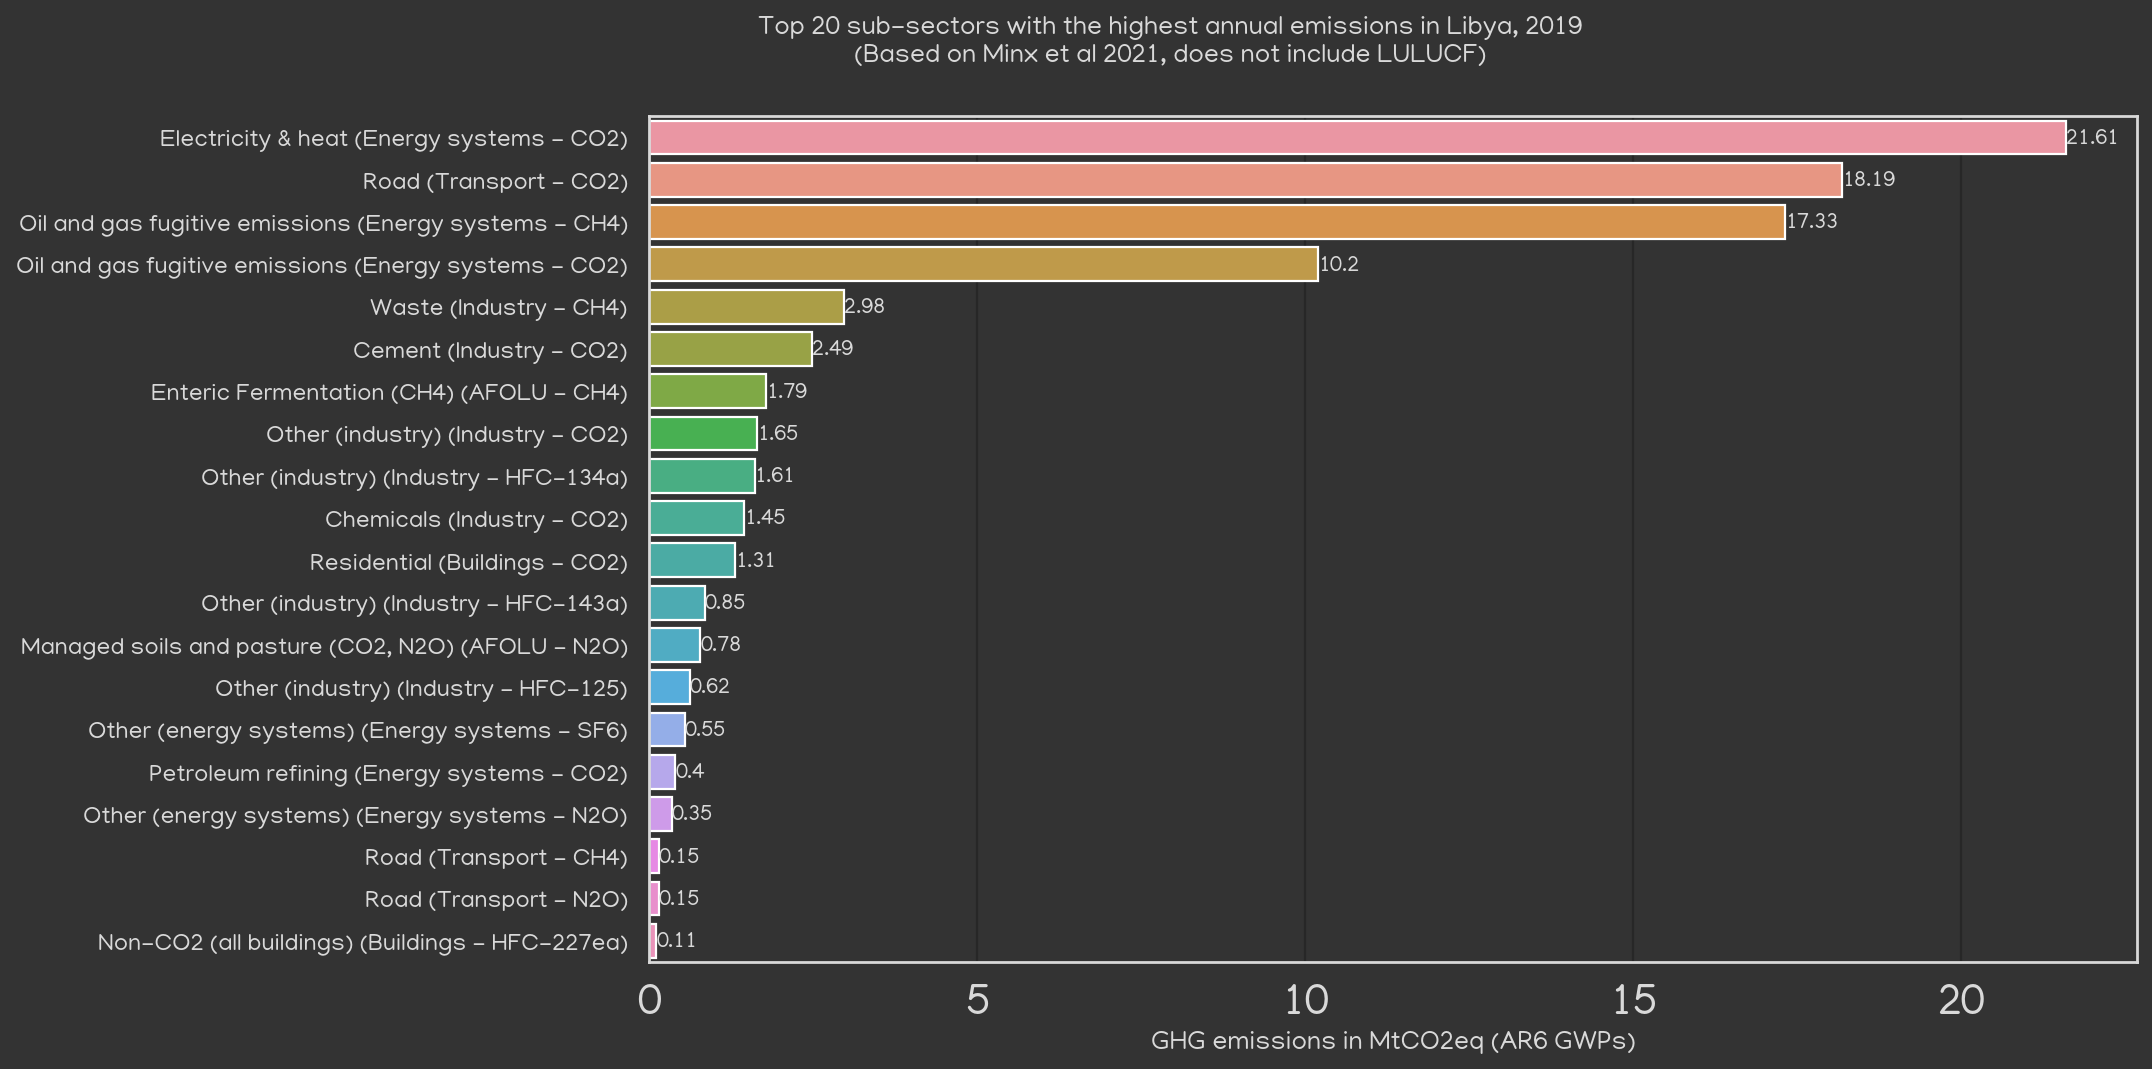 Top 20 sub-sectors with the highest annual emissions in Libya, 2019
(Based on Minx et al 2021, does not include LULUCF)
Electricity & heat (Energy systems - CO2) 21.61
Road (Transport - CO2) 18.19
Oil and gas fugitive emissions (Energy systems - CH4) 17.33
Oil and gas fugitive emissions (Energy systems - CO2) 10.2
Waste (Industry - CH4) 2.98
Cement (Industry - CO2) 2.49
Enteric Fermentation (CH4) (AFOLU - CH4) 1.79
Other (industry) (Industry - CO2) 1.65
Other (industry) (Industry - HFC-134a) 1.61
Chemicals (Industry - CO2) 1.45
Residential (Buildings - CO2) 1.31
Other (industry) (Industry - HFC-143a) 0.85
Managed soils and pasture (CO2, N2O) (AFOLU - N2O) 0.78
Other (industry) (Industry - HFC-125) 0.62
Other (energy systems) (Energy systems - SF6) 0.55
Petroleum refining (Energy systems - CO2) 0.4
Other (energy systems) (Energy systems - N2O) 0.35
Road (Transport - CH4) 0.15
Road (Transport - N2O) 0.15
Non-CO2 (all buildings) (Buildings - HFC-227ea) 0.11
0 5 10 15 20
GHG emissions in MtCO2eq (AR6 GWPs)